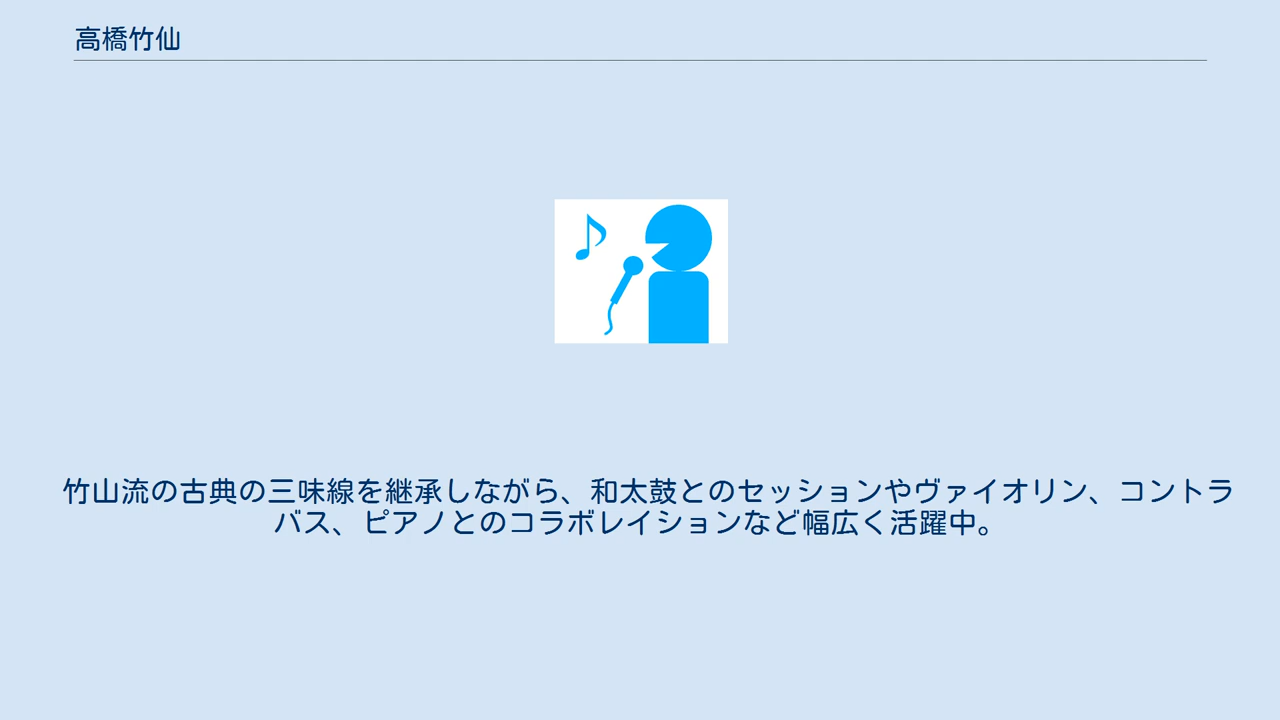 高橋竹仙
竹山流の古典の三味線を継承しながら、和太鼓とのセッションやヴァイオリン、コントラ
バス、ピアノとのコラボレイションなど幅広く活躍中。